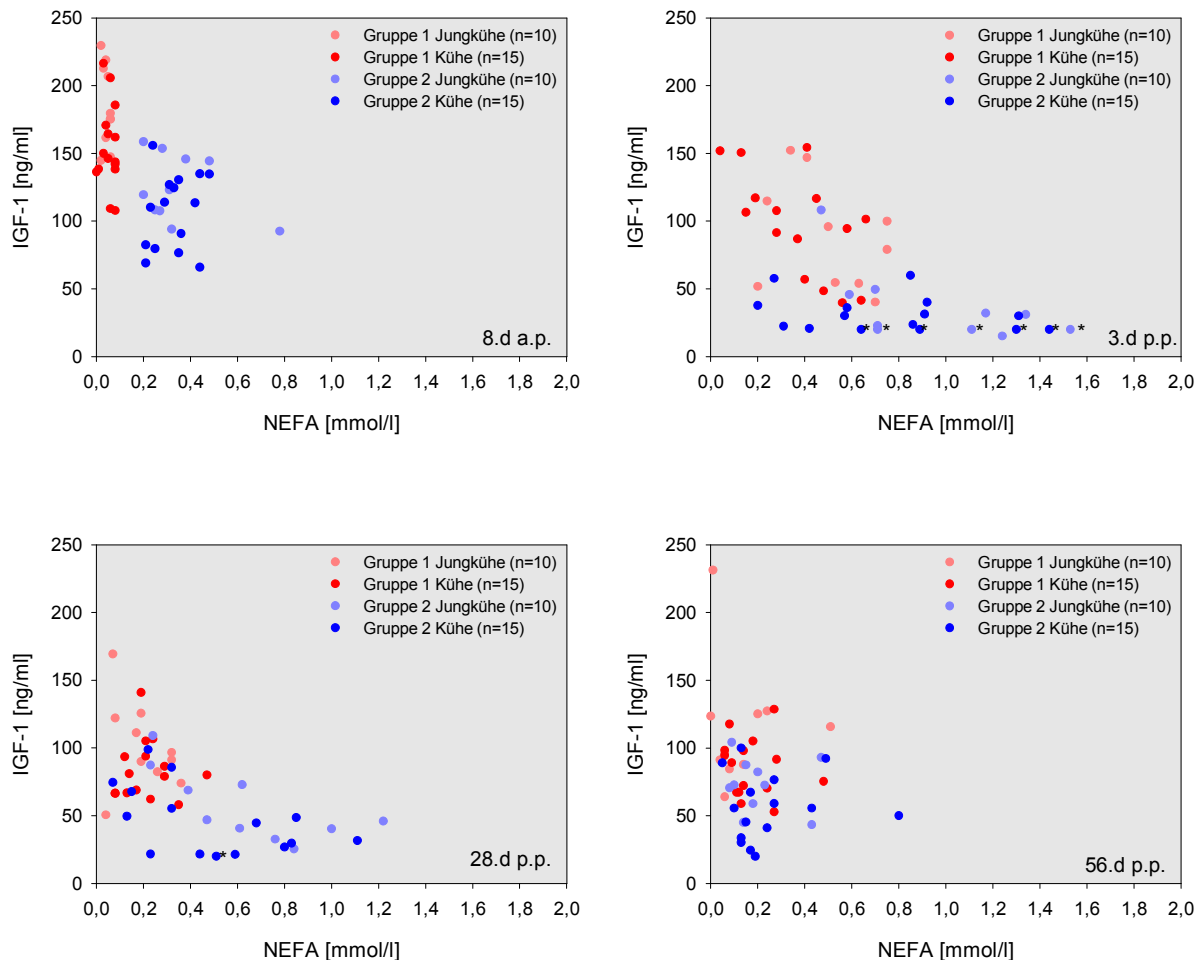 250
200
150
100
50
0
IGF-1 [ng/ml]
Gruppe 1 Jungkühe (n=10)
Gruppe 1 Kühe (n=15)
Gruppe 2 Jungkühe (n=10)
Gruppe 2 Kühe (n=15)
8.d a.p.
0,0 0,2 0,4 0,6 0,8 1,0 1,2 1,4 1,6 1,8 2,0
NEFA [mmol/l]
250
200
150
100
50
0
IGF-1 [ng/ml]
Gruppe 1 Jungkühe (n=10)
Gruppe 1 Kühe (n=15)
Gruppe 2 Jungkühe (n=10)
Gruppe 2 Kühe (n=15)
* * * * * * *
3.d p.p.
0,0 0,2 0,4 0,6 0,8 1,0 1,2 1,4 1,6 1,8 2,0
NEFA [mmol/l]
250
200
150
100
50
0
IGF-1 [ng/ml]
Gruppe 1 Jungkühe (n=10)
Gruppe 1 Kühe (n=15)
Gruppe 2 Jungkühe (n=10)
Gruppe 2 Kühe (n=15)
*
28.d p.p.
0,0 0,2 0,4 0,6 0,8 1,0 1,2 1,4 1,6 1,8 2,0
NEFA [mmol/l]
250
200
150
100
50
0
IGF-1 [ng/ml]
Gruppe 1 Jungkühe (n=10)
Gruppe 1 Kühe (n=15)
Gruppe 2 Jungkühe (n=10)
Gruppe 2 Kühe (n=15)
56.d p.p.
0,0 0,2 0,4 0,6 0,8 1,0 1,2 1,4 1,6 1,8 2,0
NEFA [mmol/l]